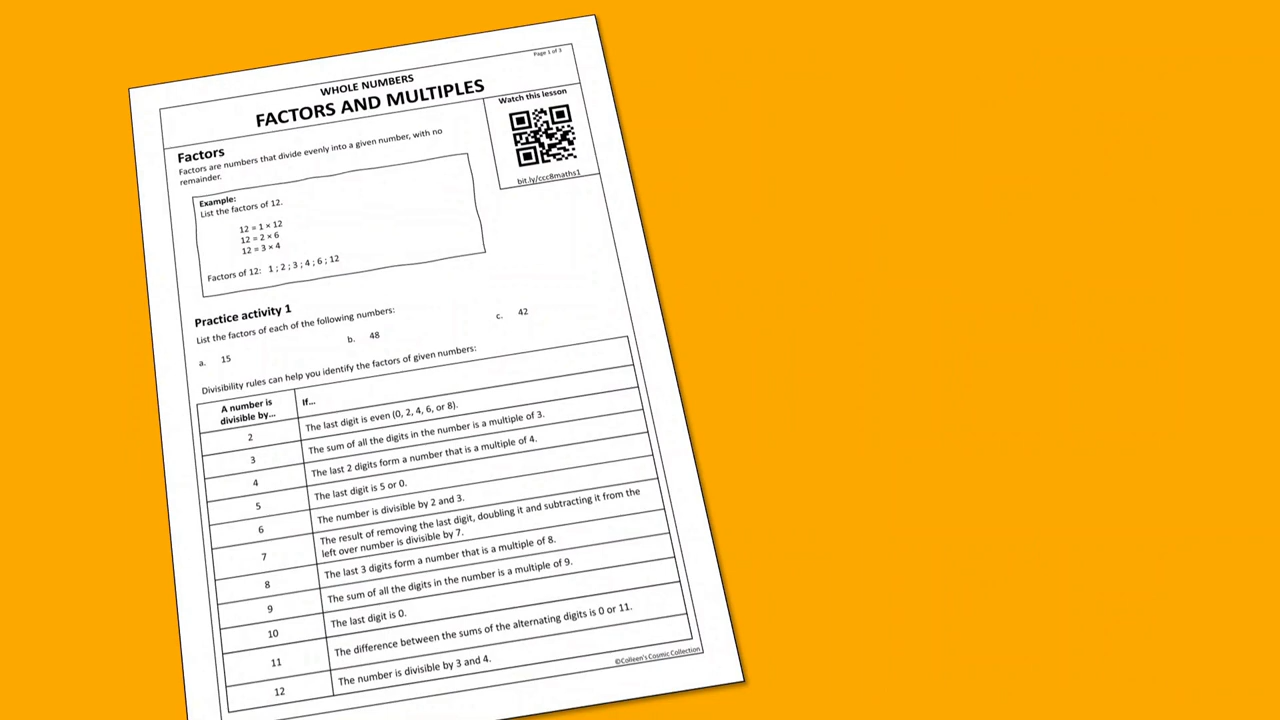 Page 1 of 3
WHOLE NUMBERS
FACTORS AND MULTIPLES
Watch this lesson
bit.ly/ccc8maths1
Factors
Factors are numbers that divide evenly into a given number, with no
remainder.
Example:
List the factors of 12.
12 = 1 × 12
12 = 2 × 6
12 = 3 × 4
Factors of 12: 1 ; 2 ; 3 ; 4 ; 6 ; 12
Practice activity 1
List the factors of each of the following numbers:
a. 15 b. 48 c. 42
Divisibility rules can help you identify the factors of given numbers:
A number is
divisible by...
If...
2 The last digit is even (0, 2, 4, 6, or 8).
3 The sum of all the digits in the number is a multiple of 3.
4 The last 2 digits form a number that is a multiple of 4.
5 The last digit is 5 or 0.
6 The number is divisible by 2 and 3.
7 The result of removing the last digit, doubling it and subtracting it from the
left over number is divisible by 7.
8 The last 3 digits form a number that is a multiple of 8.
9 The sum of all the digits in the number is a multiple of 9.
10 The last digit is 0.
11 The difference between the sums of the alternating digits is 0 or 11.
12 The number is divisible by 3 and 4.
©Colleen's Cosmic Collection